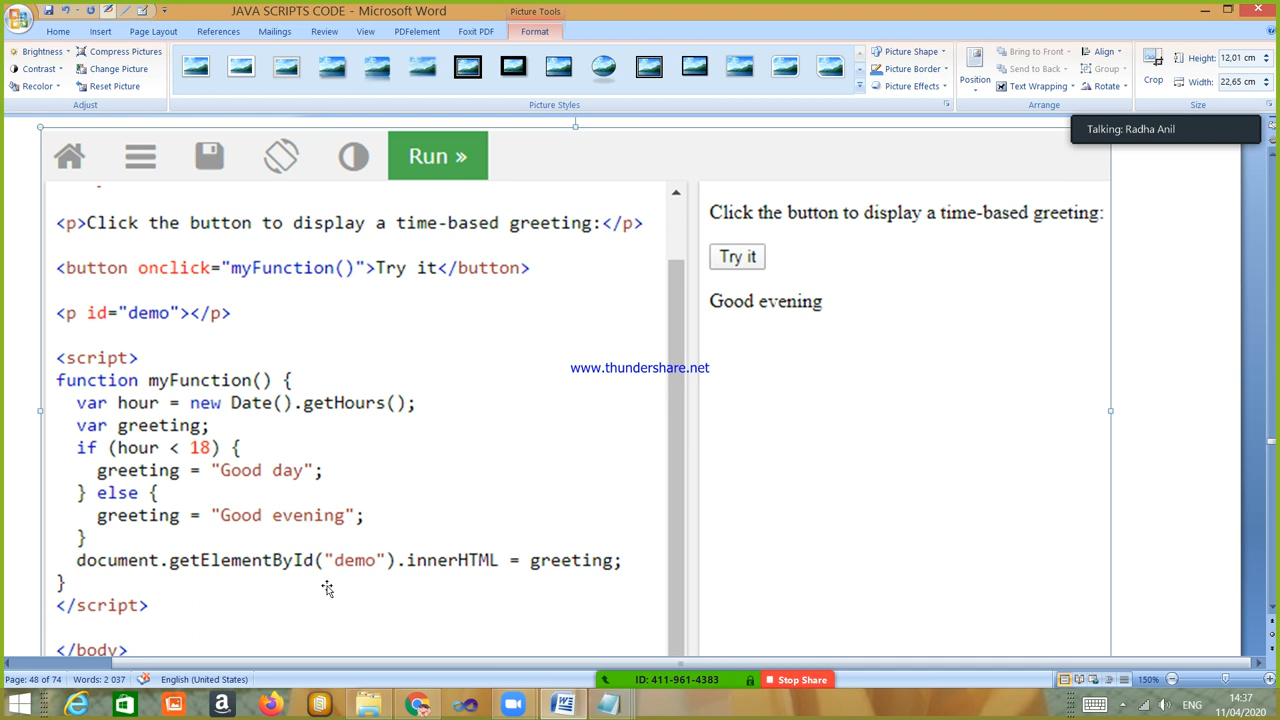 JAVA SCRIPTS CODE - Microsoft Word
Picture Tools
Home Insert Page Layout References Mailings Review View PDFelement Foxit PDF Format
Brightness Compress Pictures Picture Shape Bring to Front Align Height: 12,01 cm
Contrast Change Picture Picture Border Send to Back Group
Recolor Reset Picture Picture Effects Position Text Wrapping Rotate Crop Width: 22,65 cm
Adjust Picture Styles Arrange Size
Talking: Radha Anil
Run »
<p>Click the button to display a time-based greeting:</p>
<button onclick="myFunction()">Try it</button>
<p id="demo"></p>
<script>
function myFunction() {
var hour = new Date().getHours();
var greeting;
if (hour < 18) {
greeting = "Good day";
} else {
greeting = "Good evening";
}
document.getElementById("demo").innerHTML = greeting;
}
</script>
</body>
Click the button to display a time-based greeting:
Try it
Good evening
www.thundershare.net
Page: 48 of 74 Words: 2 037 English (United States) ID: 411-961-4383 Stop Share 150%
ENG 14:37
11/04/2020